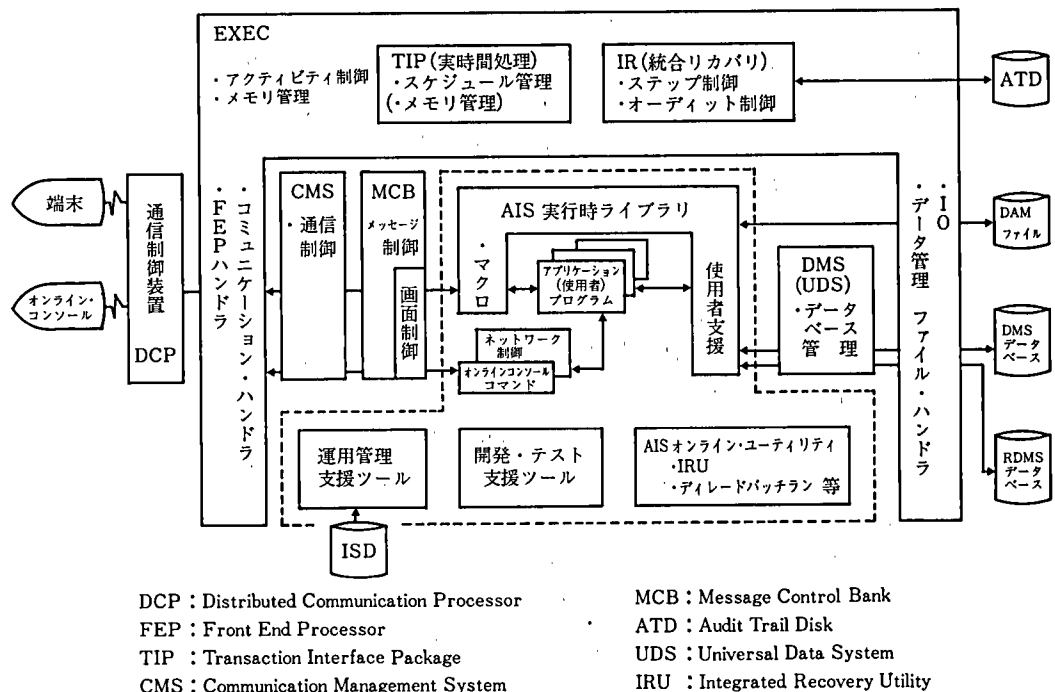 EXEC
・アクティビティ制御
・メモリ管理
TIP(実時間処理)
・スケジュール管理
(・メモリ管理)
IR(統合リカバリ)
・ステップ制御
・オーディット制御
ATD
端末
オンライン・
コンソール
通信制御装置
DCP
・コミュニケーション・ハンドラ
・FEPハンドラ
CMS
・通信
制御
MCB
メッセージ
制御
画面制御
AIS 実行時ライブラリ
・マクロ
アプリケーション
(使用者)
プログラム
使用者支援
ネットワーク
制御
オンラインコンソール
コマンド
DMS
(UDS)
・データ
ベース
管理
・IO
・データ管理 ファイル・ハンドラ
DAM
ファイル
DMS
データ
ベース
RDMS
データ
ベース
運用管理
支援ツール
開発・テスト
支援ツール
AISオンライン・ユーティリティ
・IRU
・ディレードバッチラン 等
ISD
DCP：Distributed Communication Processor
FEP：Front End Processor
TIP：Transaction Interface Package
CMS：Communication Management System
MCB：Message Control Bank
ATD：Audit Trail Disk
UDS：Universal Data System
IRU：Integrated Recovery Utility